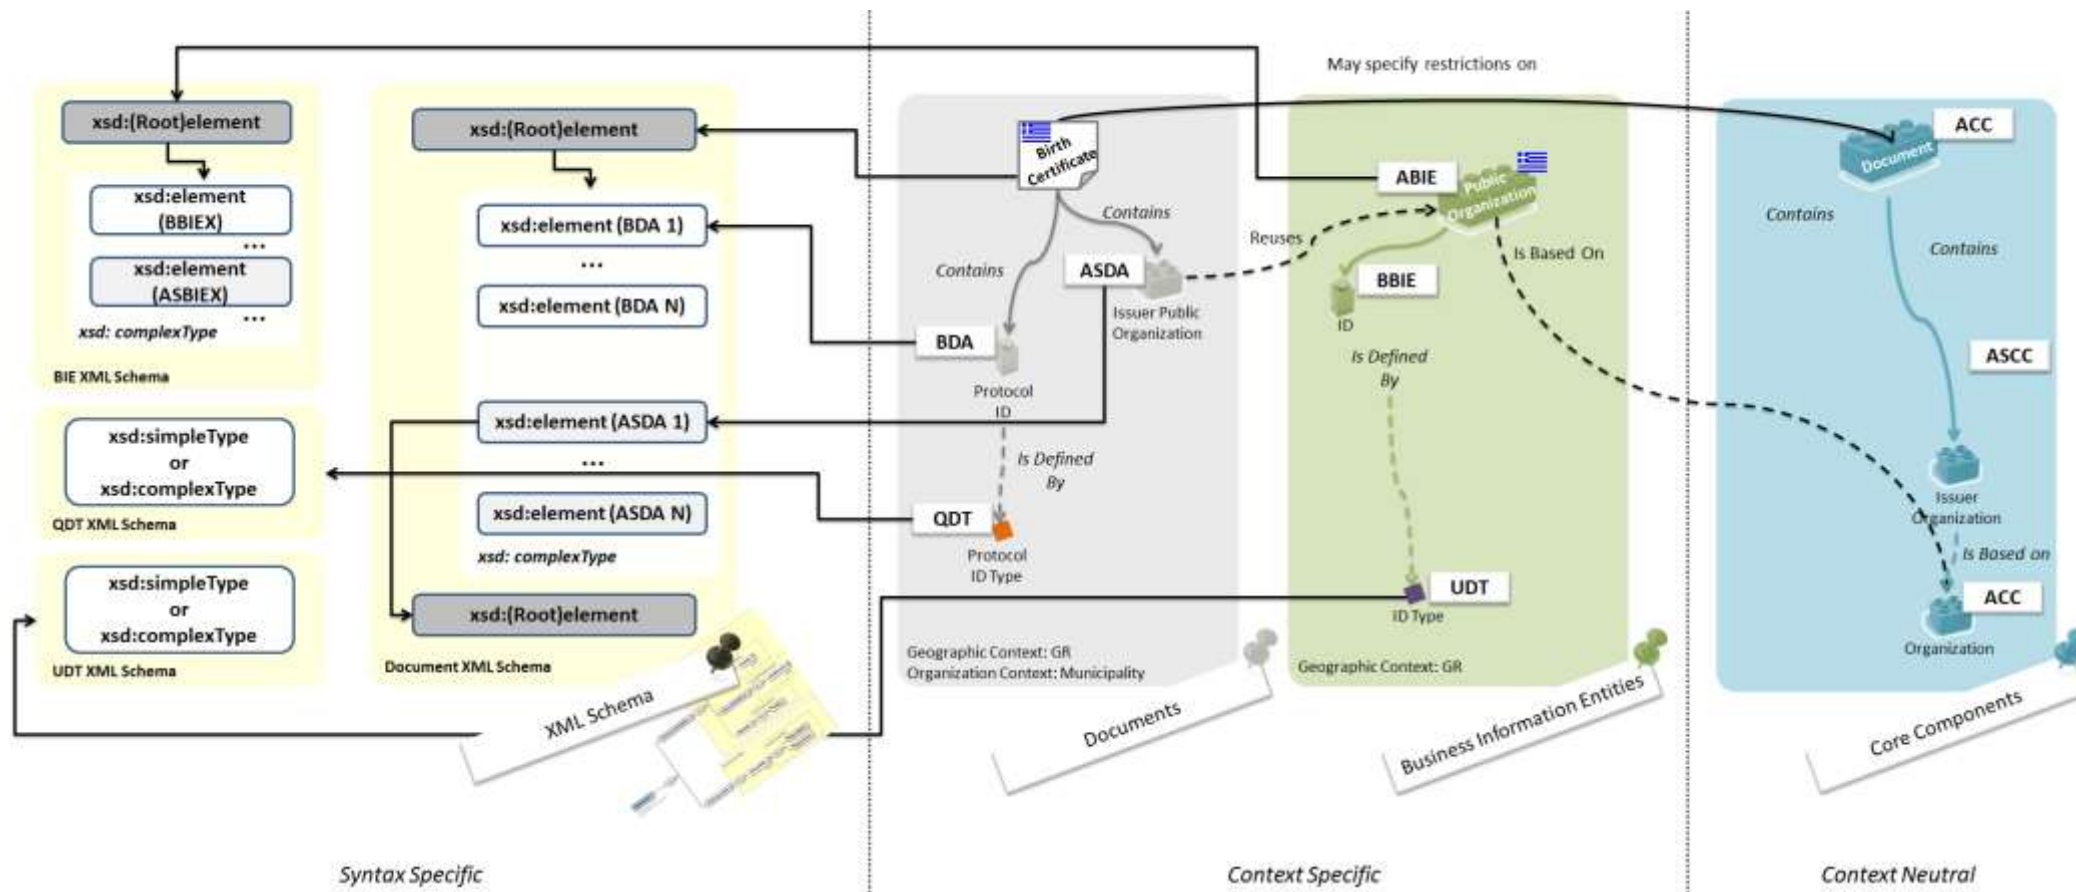 May specify restrictions on
xsd:(Root)element
xsd:element
(BBIEX)
...
xsd:element
(ASBIEX)
...
xsd: complexType
BIE XML Schema
xsd:simpleType
or
xsd:complexType
QDT XML Schema
xsd:simpleType
or
xsd:complexType
UDT XML Schema
xsd:(Root)element
xsd:element (BDA 1)
...
xsd:element (BDA N)
xsd:element (ASDA 1)
...
xsd:element (ASDA N)
xsd: complexType
xsd:(Root)element
Document XML Schema
XML Schema
Birth
Certificate
Contains
Contains
ASDA
Issuer Public
Organization
BDA
Protocol
ID
Is Defined
By
QDT
Protocol
ID Type
Geographic Context: GR
Organization Context: Municipality
Documents
Reuses
ABIE
Public
Organization
Is Based On
BBIE
ID
Is Defined
By
UDT
ID Type
Geographic Context: GR
Business Information Entities
ACC
Document
Contains
Contains
ASCC
Issuer
Organization
Is Based on
ACC
Organization
Core Components
Syntax Specific
Context Specific
Context Neutral